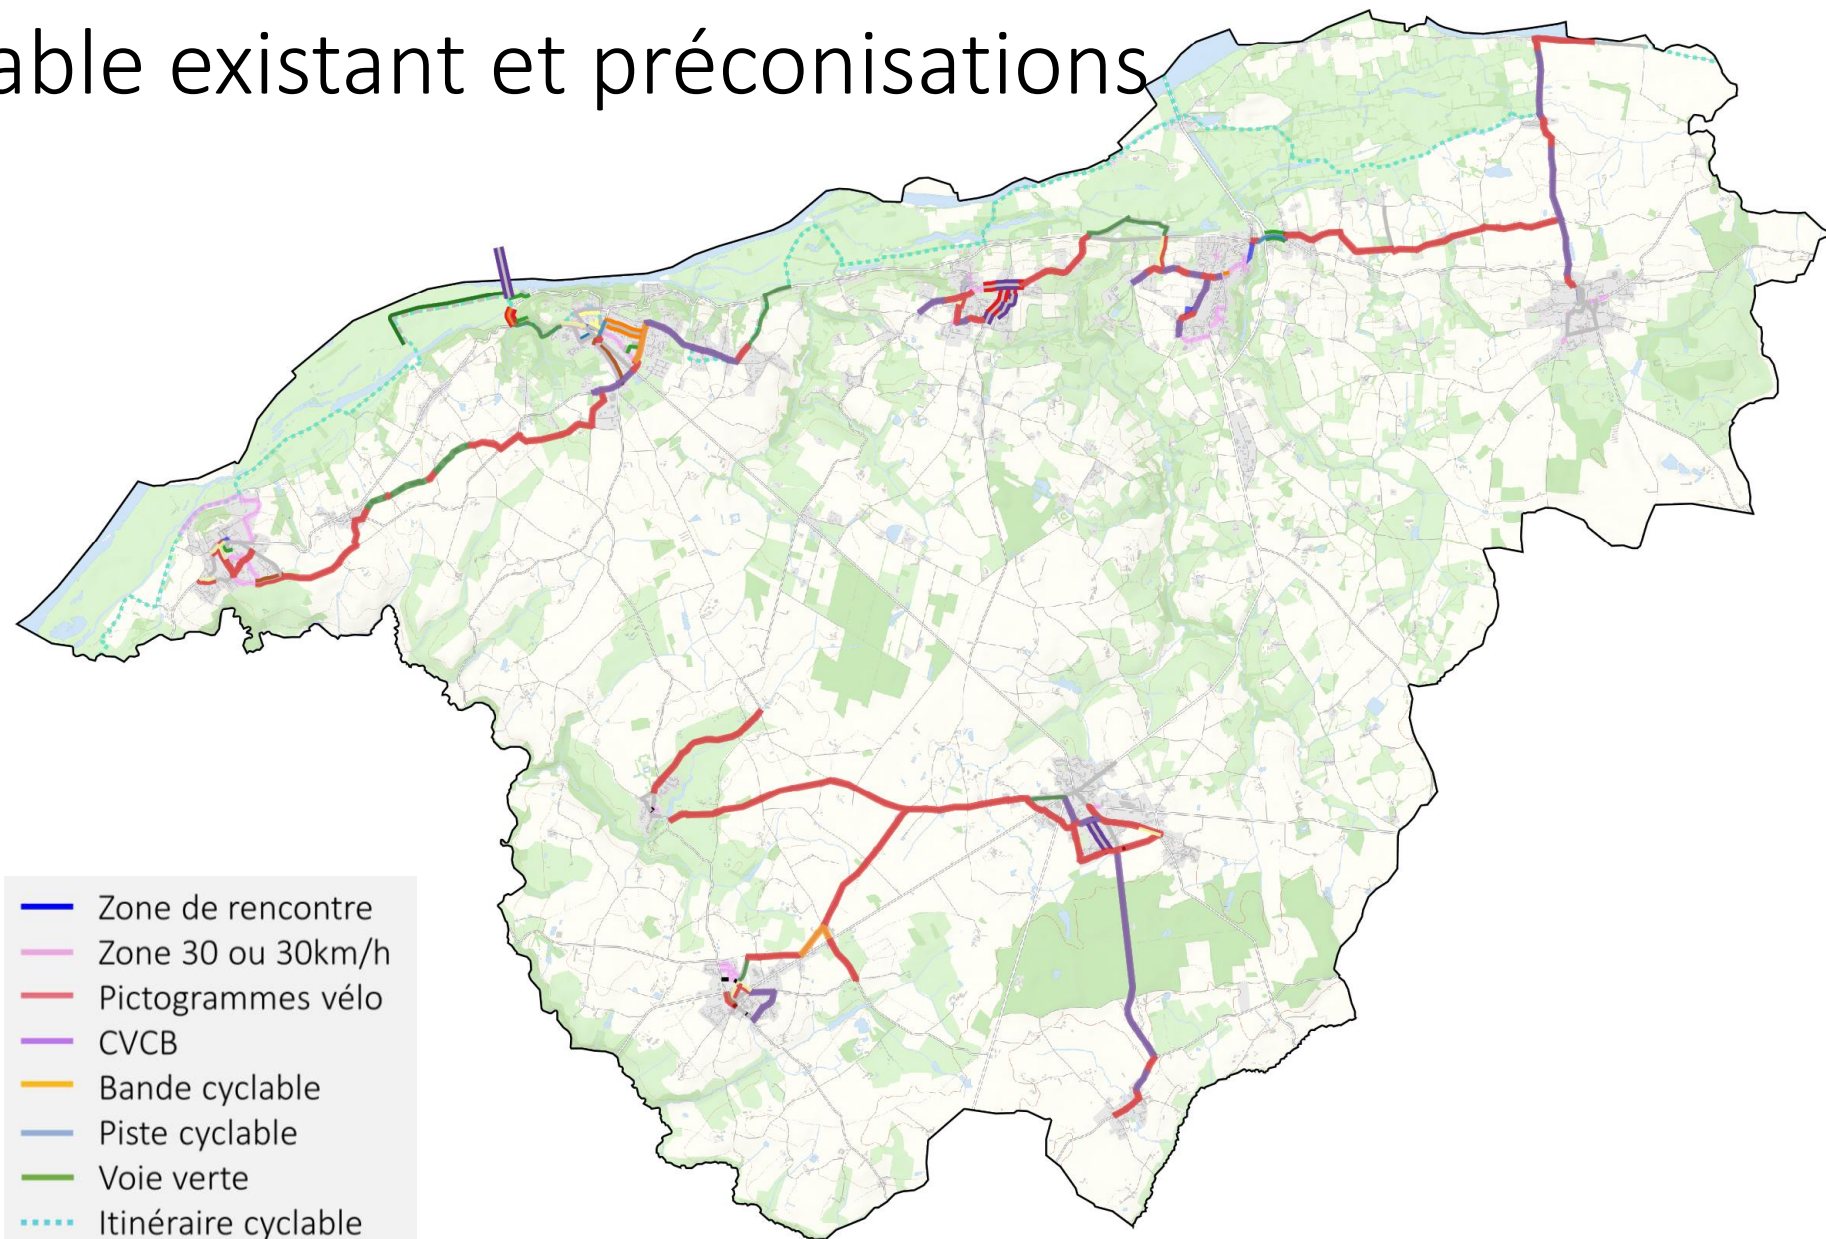 able existant et préconisations
Zone de rencontre
Zone 30 ou 30km/h
Pictogrammes vélo
CVCB
Bande cyclable
Piste cyclable
Voie verte
Itinéraire cyclable